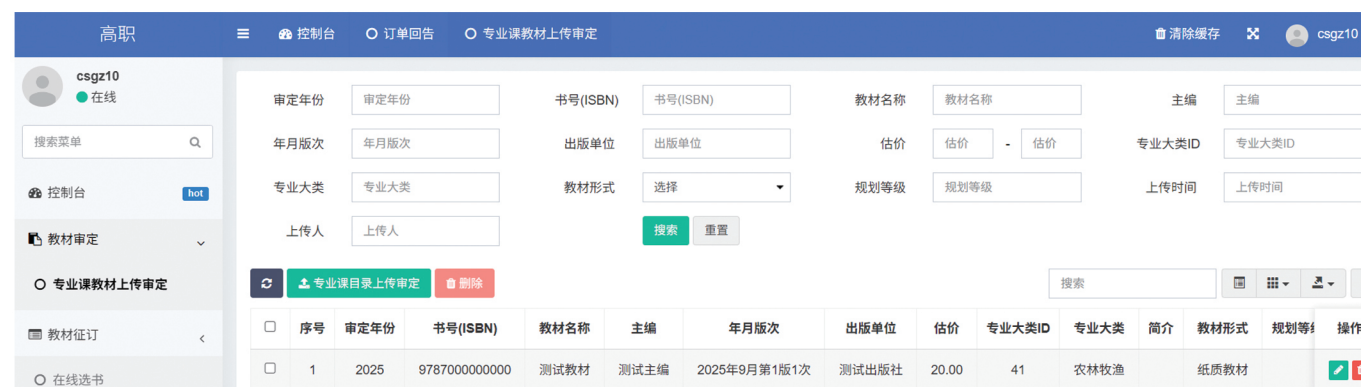 高职
控制台 订单回告 专业课教材上传审定 清除缓存 csgz10
csgz10
在线
搜索菜单
控制台 hot
教材审定
专业课教材上传审定
教材征订
在线选书
审定年份 审定年份 书号(ISBN) 书号(ISBN) 教材名称 教材名称 主编 主编
年月版次 年月版次 出版单位 出版单位 估价 估价 - 估价 专业大类ID 专业大类ID
专业大类 专业大类 教材形式 选择 规划等级 规划等级 上传时间 上传时间
上传人 上传人 搜索 重置
专业课目录上传审定 删除 搜索
序号 审定年份 书号(ISBN) 教材名称 主编 年月版次 出版单位 估价 专业大类ID 专业大类 简介 教材形式 规划等 操作
1 2025 9787000000000 测试教材 测试主编 2025年9月第1版1次 测试出版社 20.00 41 农林牧渔 纸质教材